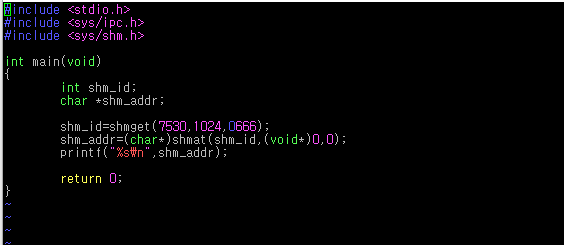 #include <stdio.h>
#include <sys/ipc.h>
#include <sys/shm.h>
int main(void)
{
int shm_id;
char *shm_addr;
shm_id=shmget(7530,1024,0666);
shm_addr=(char*)shmat(shm_id,(void*)0,0);
printf("%s₩n",shm_addr);
return 0;
}
~
~
~
~